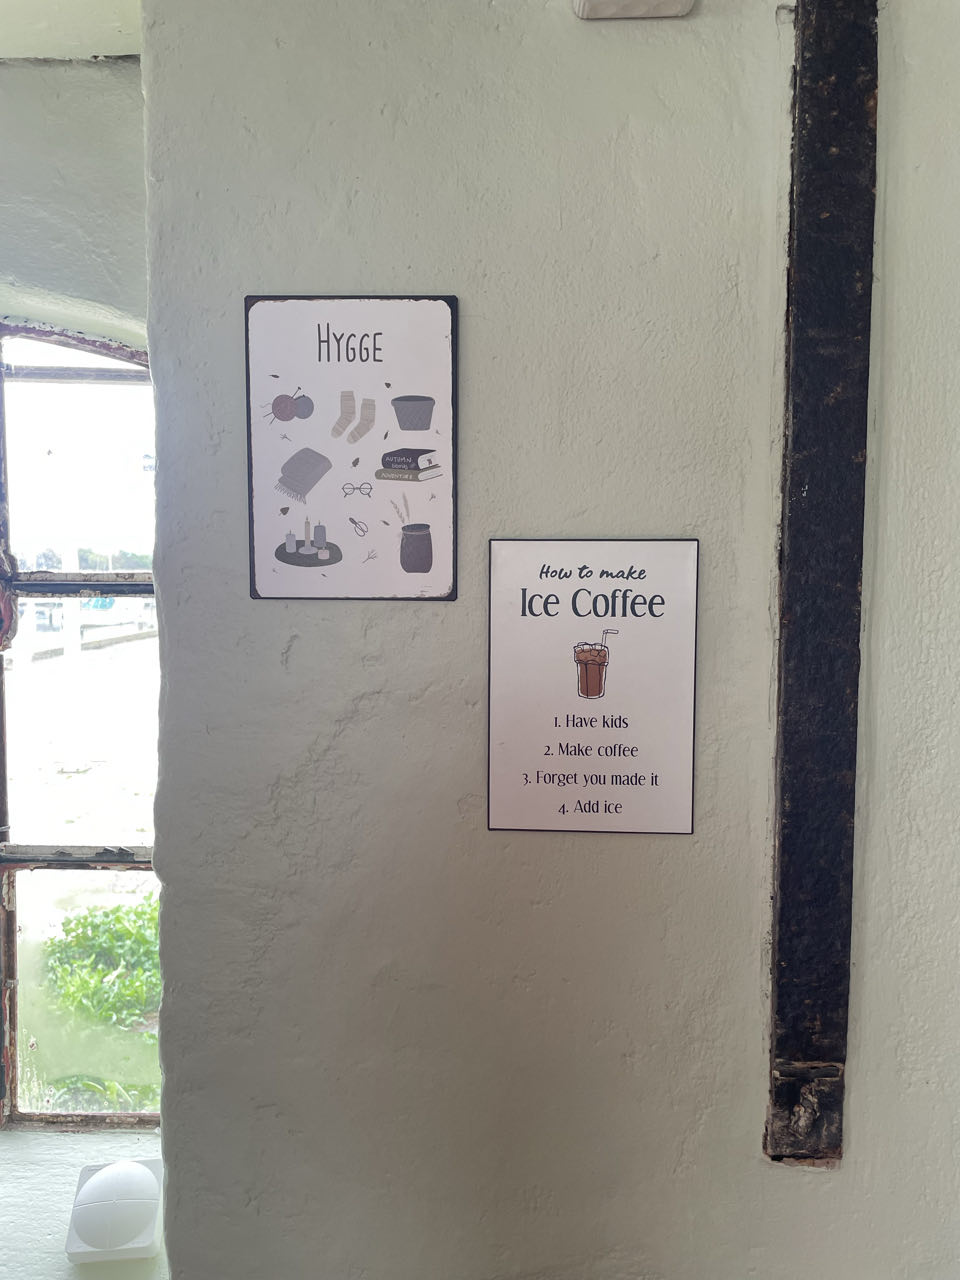 HYGGE
AUTUMN
ADVENTURE
How to make
Ice Coffee
1. Have kids
2. Make coffee
3. Forget you made it
4. Add ice